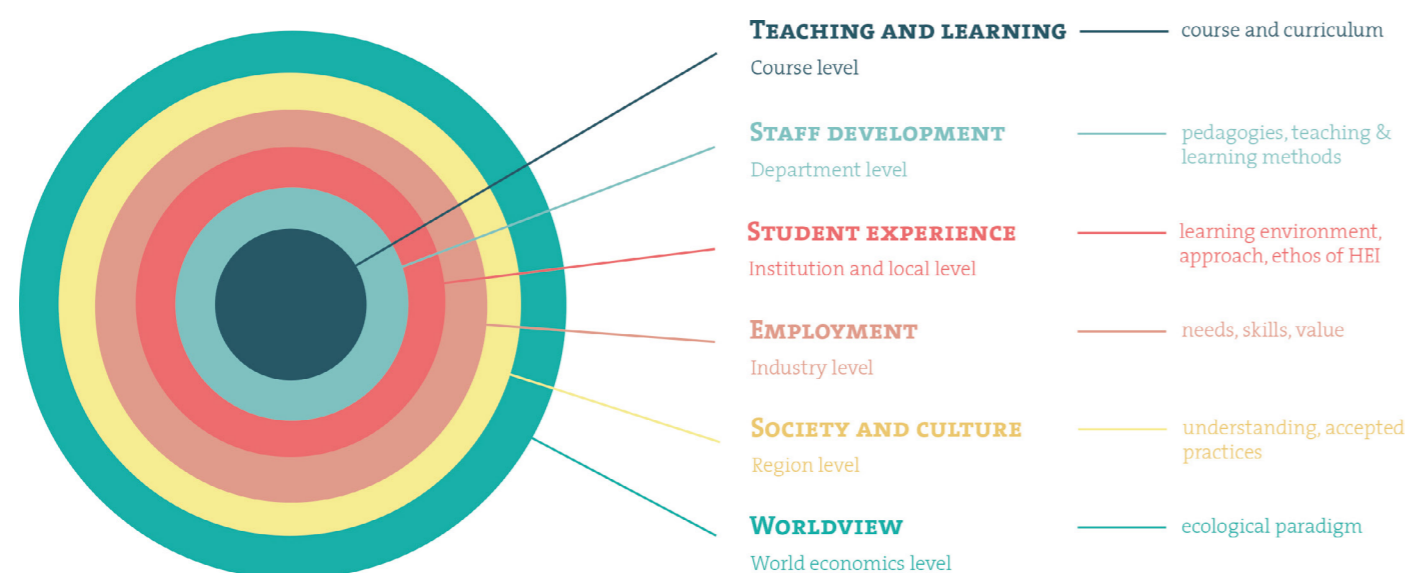 TEACHING AND LEARNING
course and curriculum
Course level
STAFF DEVELOPMENT
pedagogies, teaching &
learning methods
Department level
STUDENT EXPERIENCE
learning environment,
approach, ethos of HEI
Institution and local level
EMPLOYMENT
needs, skills, value
Industry level
SOCIETY AND CULTURE
understanding, accepted
practices
Region level
WORLDVIEW
ecological paradigm
World economics level